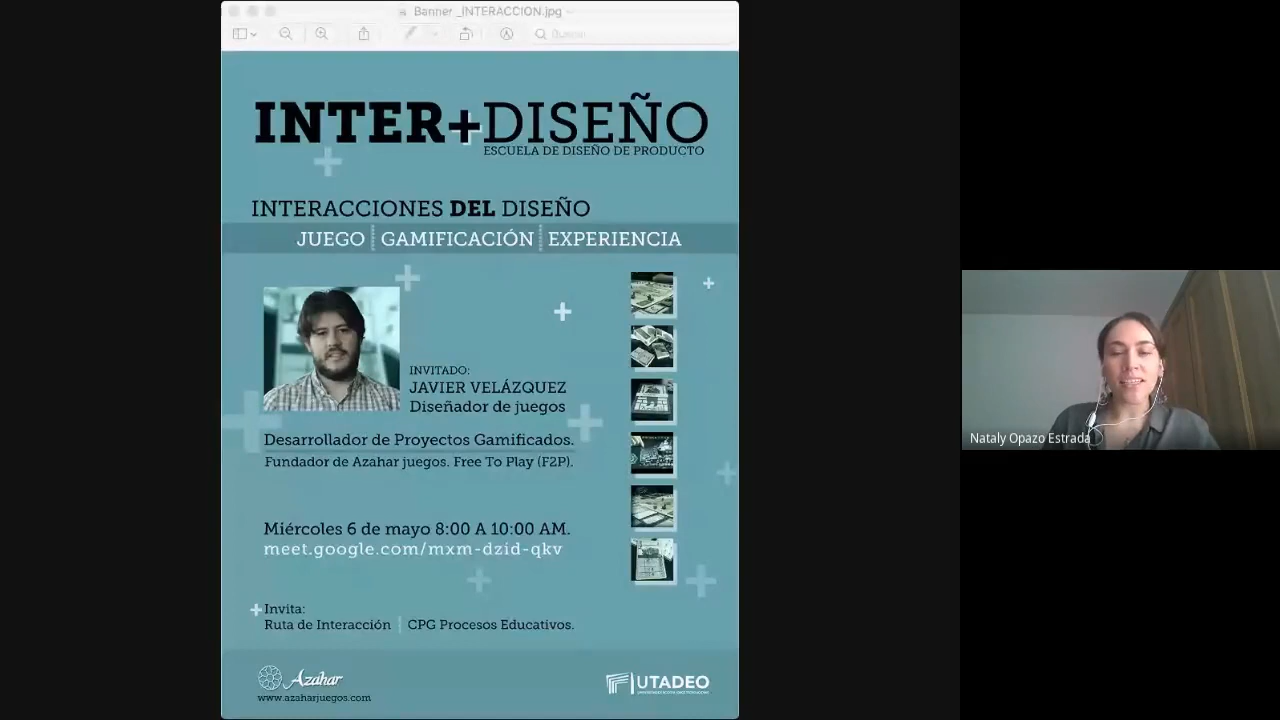 Banner _INTERACCION.jpg
Buscar
INTER+DISEÑO
ESCUELA DE DISEÑO DE PRODUCTO
INTERACCIONES DEL DISEÑO
JUEGO GAMIFICACIÓN EXPERIENCIA
INVITADO:
JAVIER VELÁZQUEZ
Diseñador de juegos
Desarrollador de Proyectos Gamificados.
Fundador de Azahar juegos. Free To Play (F2P).
Miércoles 6 de mayo 8:00 A 10:00 AM.
meet.google.com/mxm-dzid-qkv
Invita:
Ruta de Interacción CPG Procesos Educativos.
Azahar
www.azaharjuegos.com
UTADEO
Nataly Opazo Estrada